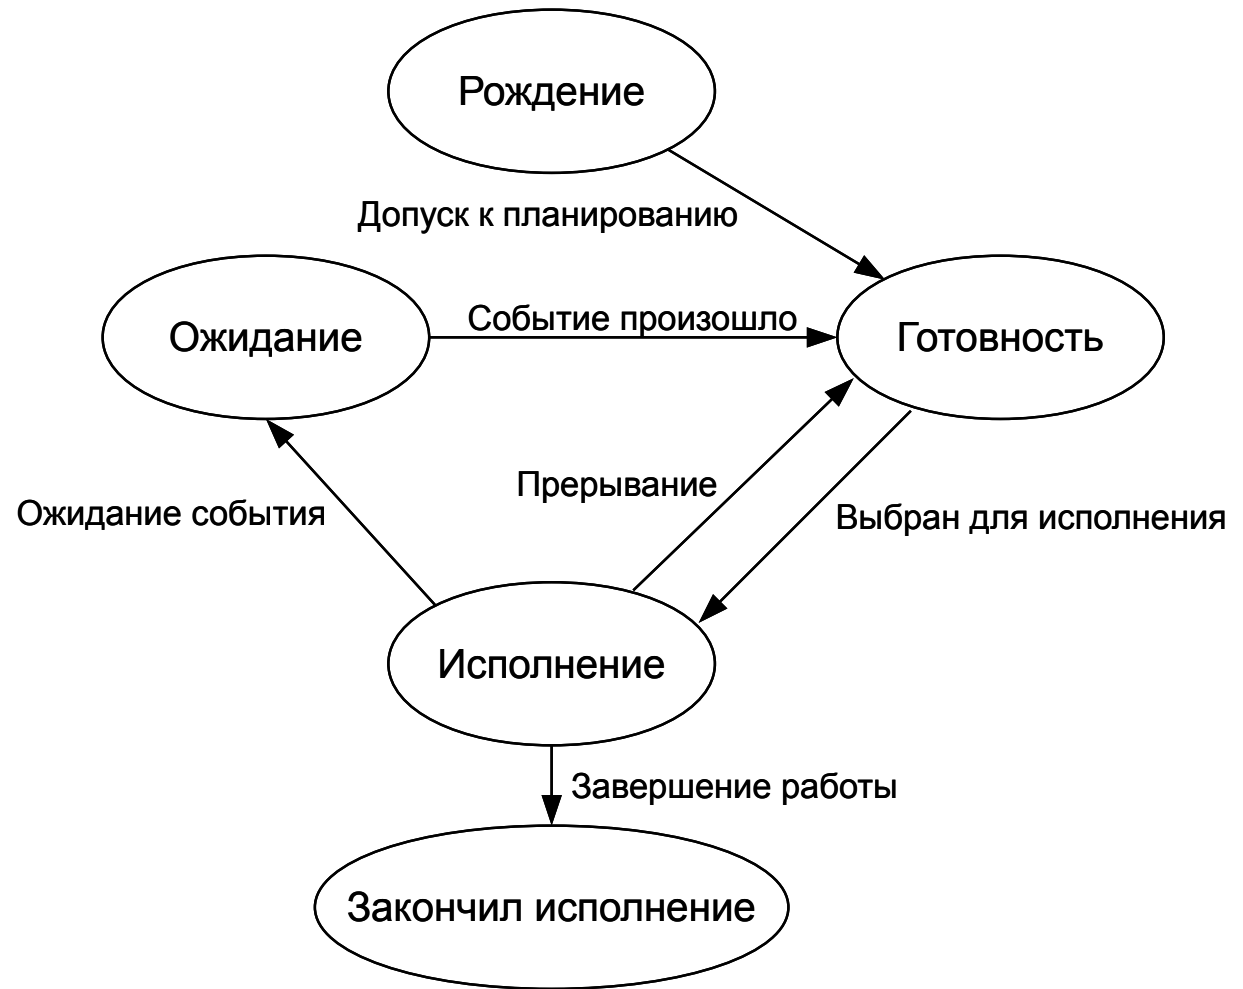 Рождение
Допуск к планированию
Событие произошло
Ожидание
Готовность
Прерывание
Ожидание события
Выбран для исполнения
Исполнение
Завершение работы
Закончил исполнение